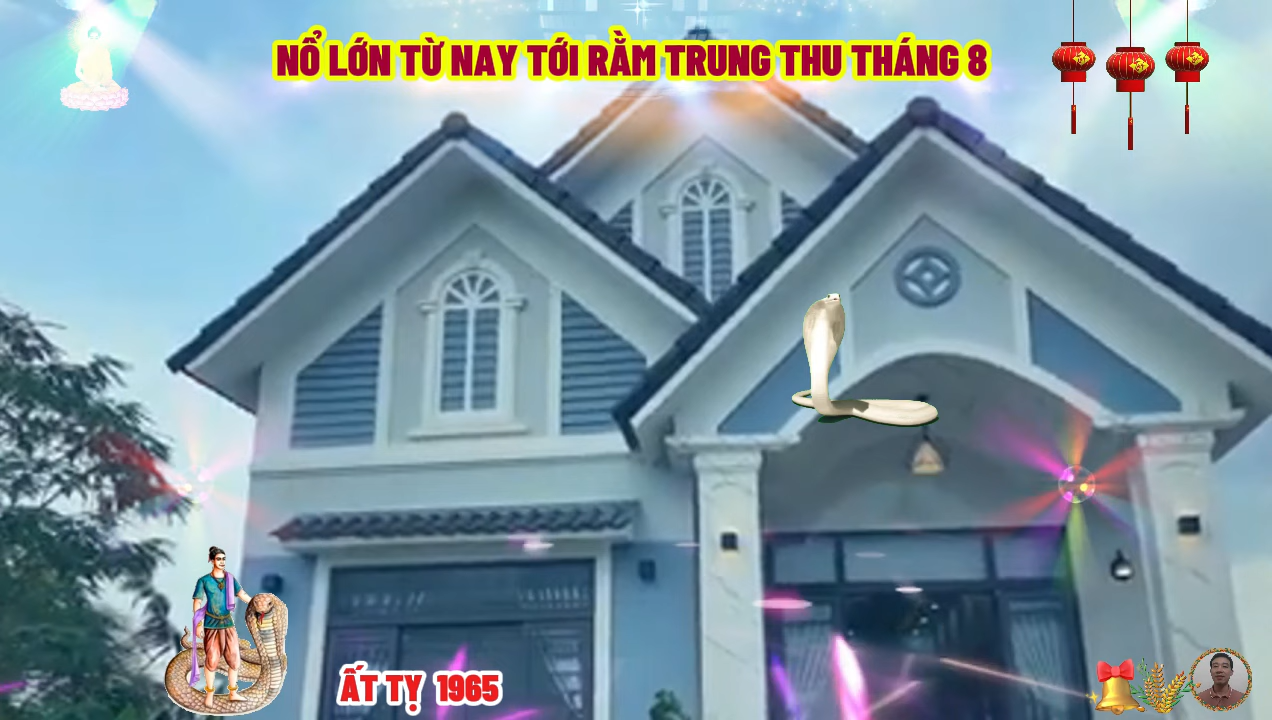 NỔ LỚN TỪ NAY TỚI RẰM TRUNG THU THÁNG 8
ẤT TỴ 1965